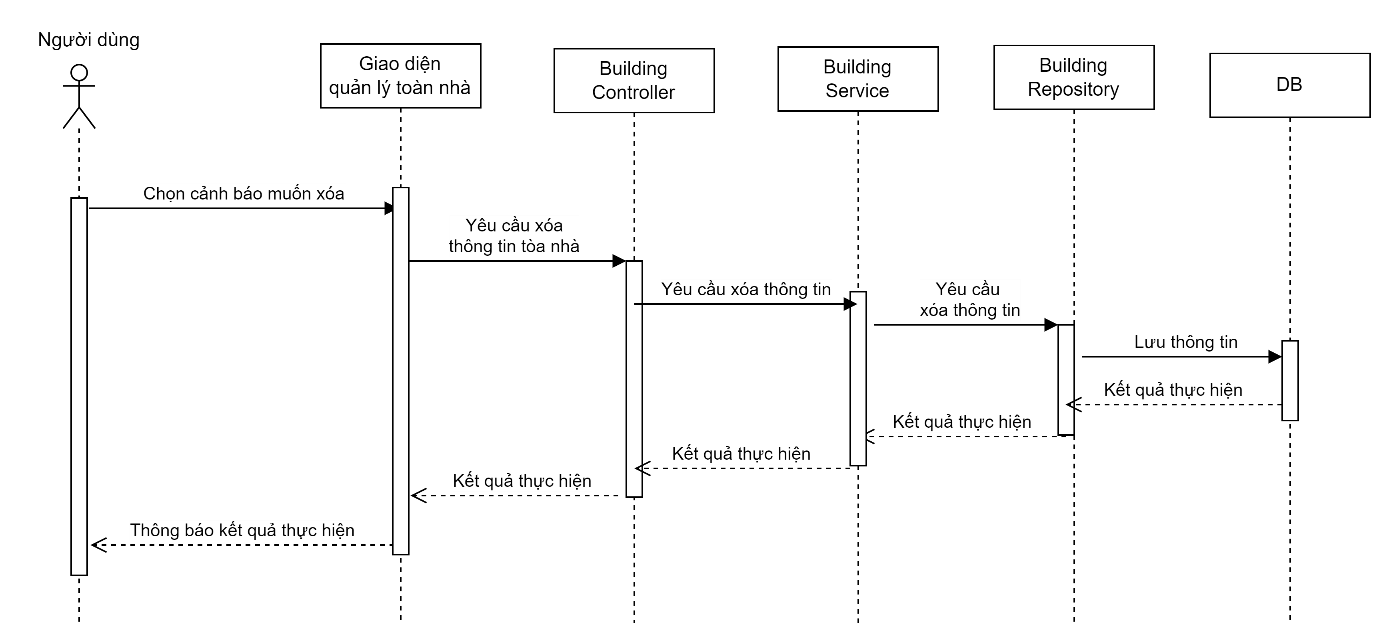 Người dùng
Giao diện
quản lý toàn nhà
Building
Controller
Building
Service
Building
Repository
DB
Chọn cảnh báo muốn xóa
Yêu cầu xóa
thông tin tòa nhà
Yêu cầu xóa thông tin
Yêu cầu
xóa thông tin
Lưu thông tin
Kết quả thực hiện
Kết quả thực hiện
Kết quả thực hiện
Kết quả thực hiện
Thông báo kết quả thực hiện